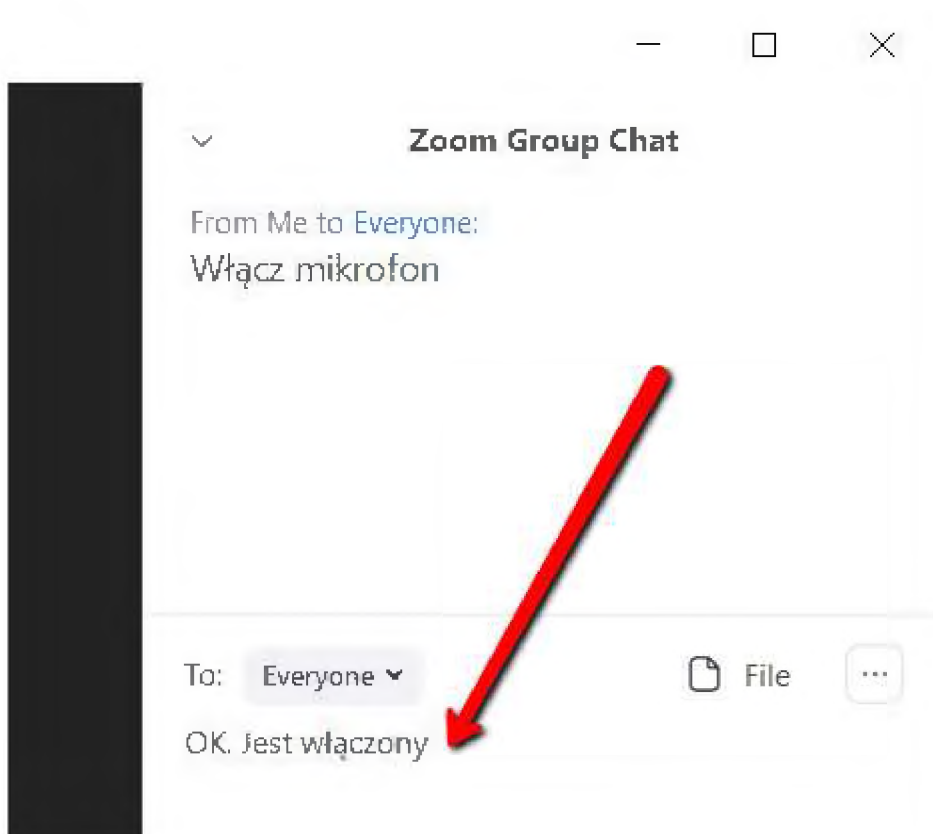 Zoom Group Chat
From Me to Everyone:
Włącz mikrofon
To: Everyone File ...
OK. Jest włączony